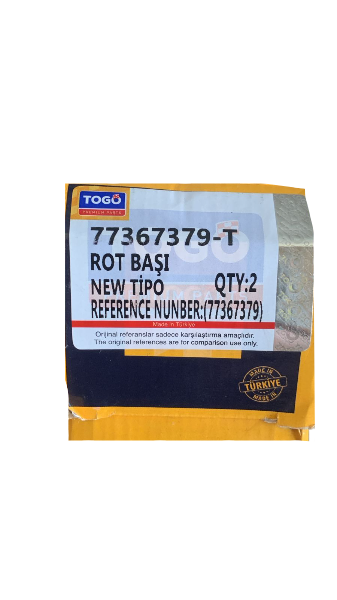 TOGO
PREMIUM PARTS
77367379-T
ROT BAŞI
NEW TİPO QTY:2
REFERENCE NUNBER:(77367379)
Made in Türkiye
Orijinal referanslar sadece karşılaştırma amaçlıdır.
The original references are for comparison use only.
MADE IN
TÜRKİYE
MADE IN